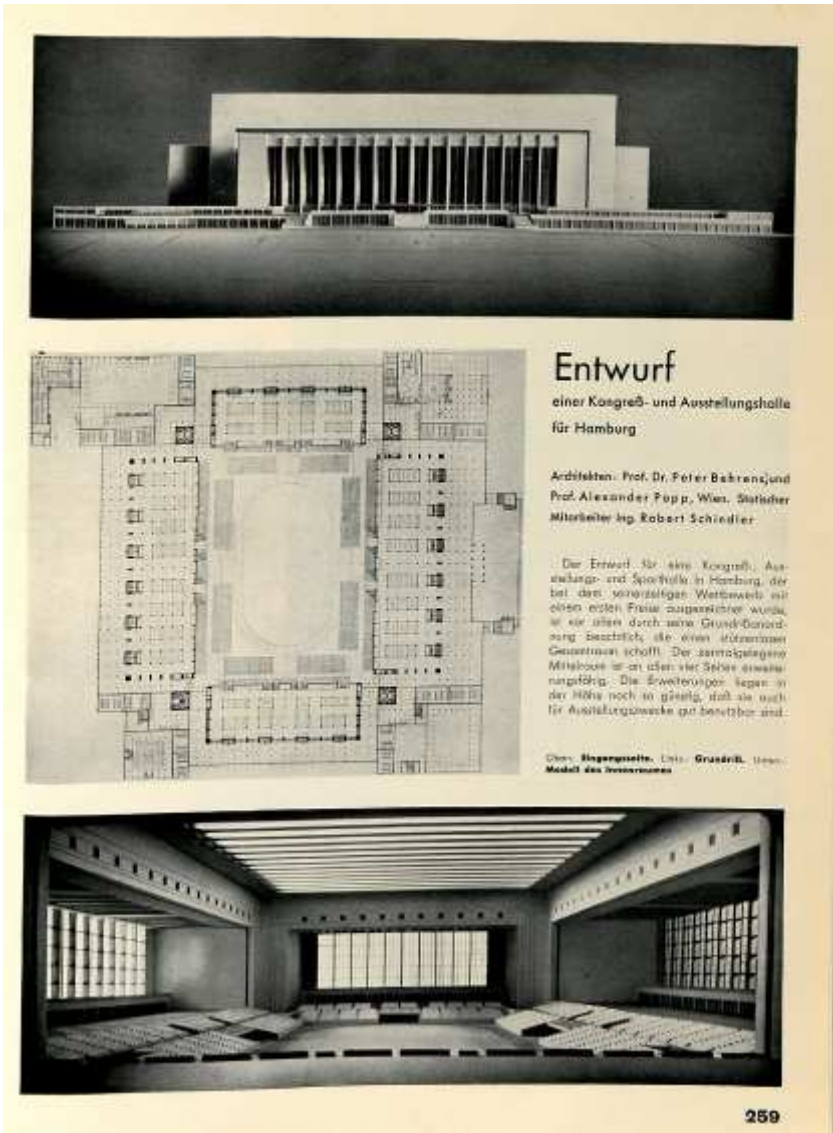 Entwurf
einer Kongreß- und Ausstellungshalle
für Hamburg
Architekten: Prof. Dr. Peter Behrens und
Prof. Alexander Popp, Wien. Statischer
Mitarbeiter Ing. Robert Schindler
Der Entwurf für eine Kongreß-, Aus-
stellungs- und Sporthalle in Hamburg, der
bei dem seinerzeitigen Wettbewerb mit
einem ersten Preise ausgezeichnet wurde,
ist vor allem durch seine Grundrißanord-
nung beachtlich, die einen stützenlosen
Gesamtraum schafft. Der zentralgelegene
Mittelraum ist an allen vier Seiten erweite-
rungsfähig. Die Erweiterungen liegen in
der Höhe noch so günstig, daß sie auch
für Ausstellungszwecke gut benutzbar sind.
Oben: Eingangsseite. Links: Grundriß. Unten:
Modell des Innenraumes
259